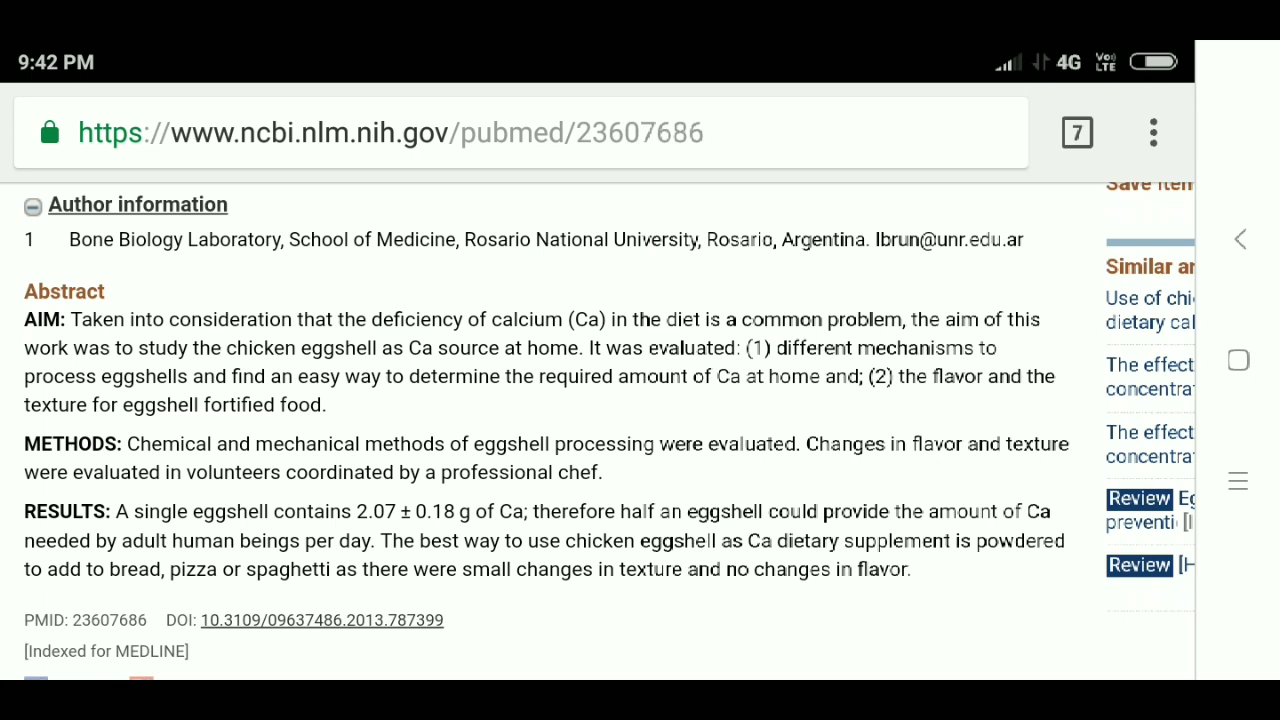 9:42 PM
4G
Vo)) LTE
https://www.ncbi.nlm.nih.gov/pubmed/23607686
7
Save item
Author information
1 Bone Biology Laboratory, School of Medicine, Rosario National University, Rosario, Argentina. lbrun@unr.edu.ar
Abstract
AIM: Taken into consideration that the deficiency of calcium (Ca) in the diet is a common problem, the aim of this
work was to study the chicken eggshell as Ca source at home. It was evaluated: (1) different mechanisms to
process eggshells and find an easy way to determine the required amount of Ca at home and; (2) the flavor and the
texture for eggshell fortified food.
METHODS: Chemical and mechanical methods of eggshell processing were evaluated. Changes in flavor and texture
were evaluated in volunteers coordinated by a professional chef.
RESULTS: A single eggshell contains 2.07 ± 0.18 g of Ca; therefore half an eggshell could provide the amount of Ca
needed by adult human beings per day. The best way to use chicken eggshell as Ca dietary supplement is powdered
to add to bread, pizza or spaghetti as there were small changes in texture and no changes in flavor.
PMID: 23607686 DOI: 10.3109/09637486.2013.787399
[Indexed for MEDLINE]
Similar ar
Use of chi
dietary cal
The effect
concentrat
The effect
concentrat
Review Eg
preventi [I
Review [H